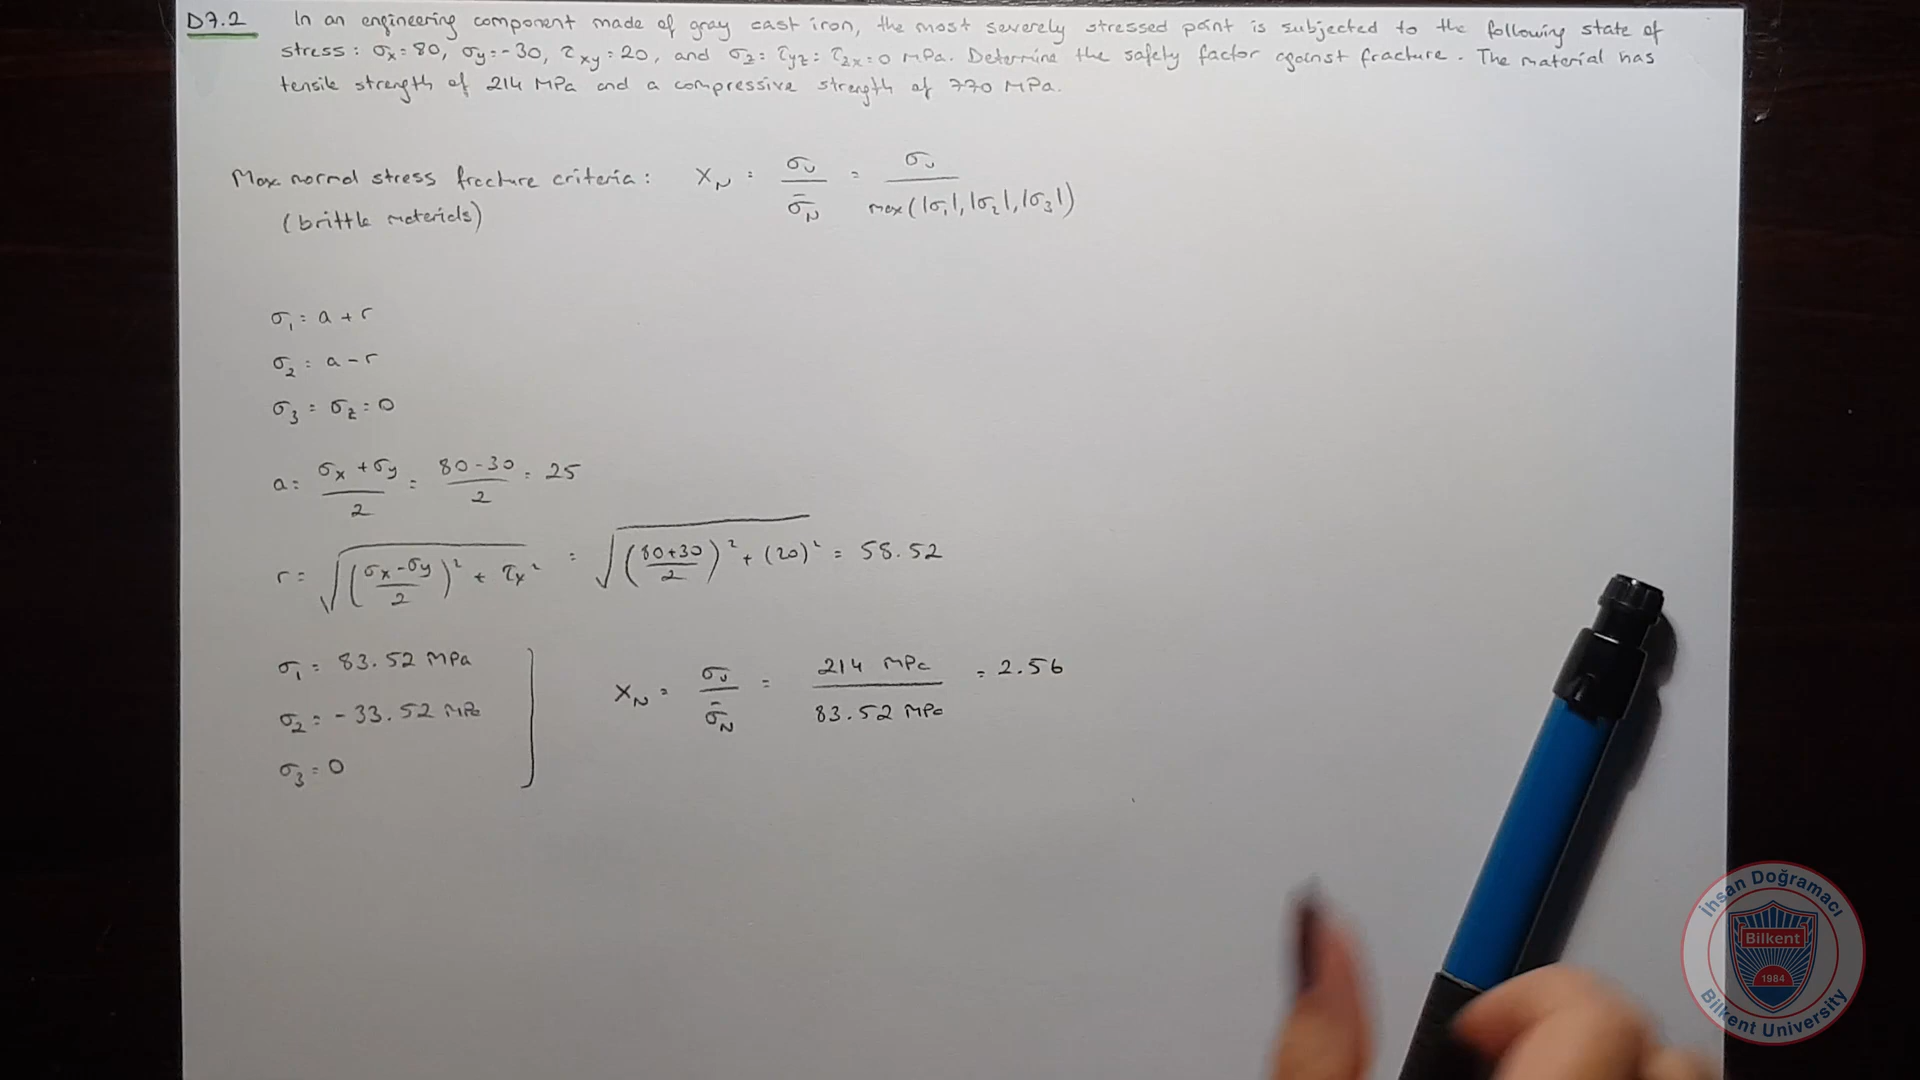 D7.2 In an engineering component made of gray cast iron, the most severely stressed point is subjected to the following state of
stress: σx=80, σy=-30, τxy=20, and σz=τyz=τzx=0 MPa. Determine the safety factor against fracture. The material has
tensile strength of 214 MPa and a compressive strength of 770 MPa.
Max normal stress fracture criteria: X_N = σu / σ̄_N = σu / max(|σ1|, |σ2|, |σ3|)
(brittle materials)
σ1 = a + r
σ2 = a - r
σ3 = σz = 0
a = (σx + σy)/2 = (80-30)/2 = 25
r = √(((σx-σy)/2)² + τx²) = √(((80+30)/2)² + (20)²) = 58.52
σ1 = 83.52 MPa
σ2 = -33.52 MPa
σ3 = 0
X_N = σu / σ̄_N = 214 MPa / 83.52 MPa = 2.56
İhsan Doğramacı
Bilkent
1984
Bilkent University